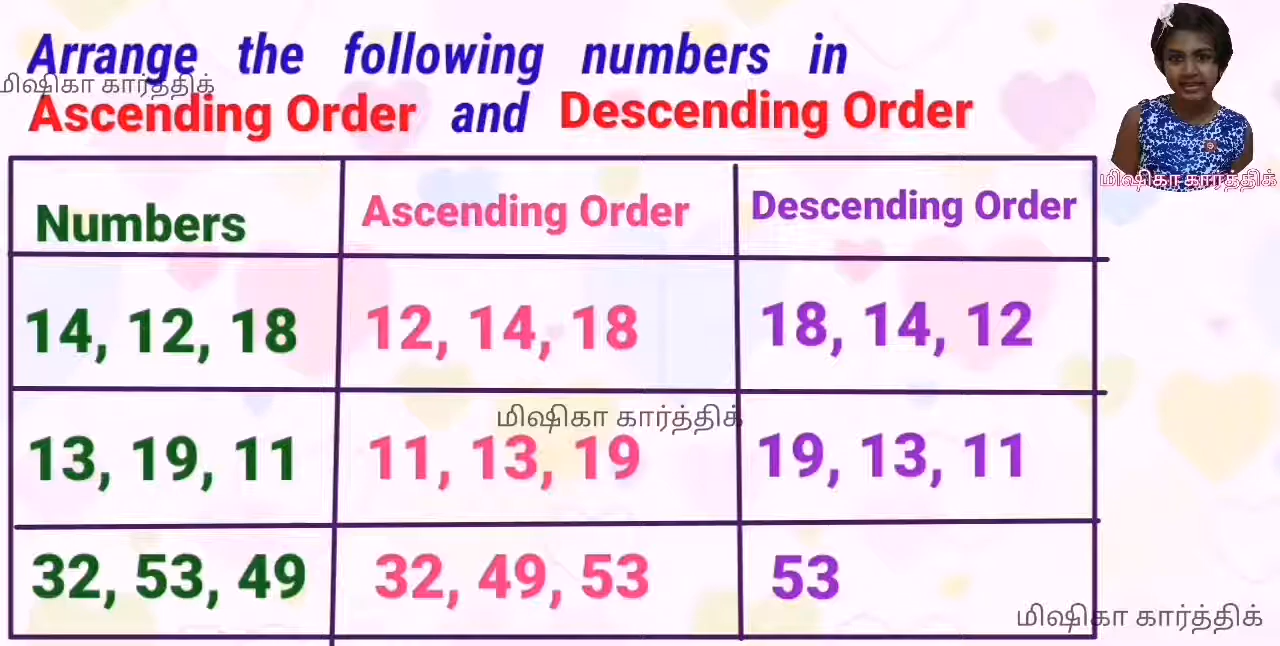 Arrange the following numbers in
மிஷிகா கார்த்திக்
Ascending Order and Descending Order
மிஷிகா கார்த்திக்
Numbers Ascending Order Descending Order
14, 12, 18 12, 14, 18 18, 14, 12
மிஷிகா கார்த்திக்
13, 19, 11 11, 13, 19 19, 13, 11
32, 53, 49 32, 49, 53 53
மிஷிகா கார்த்திக்